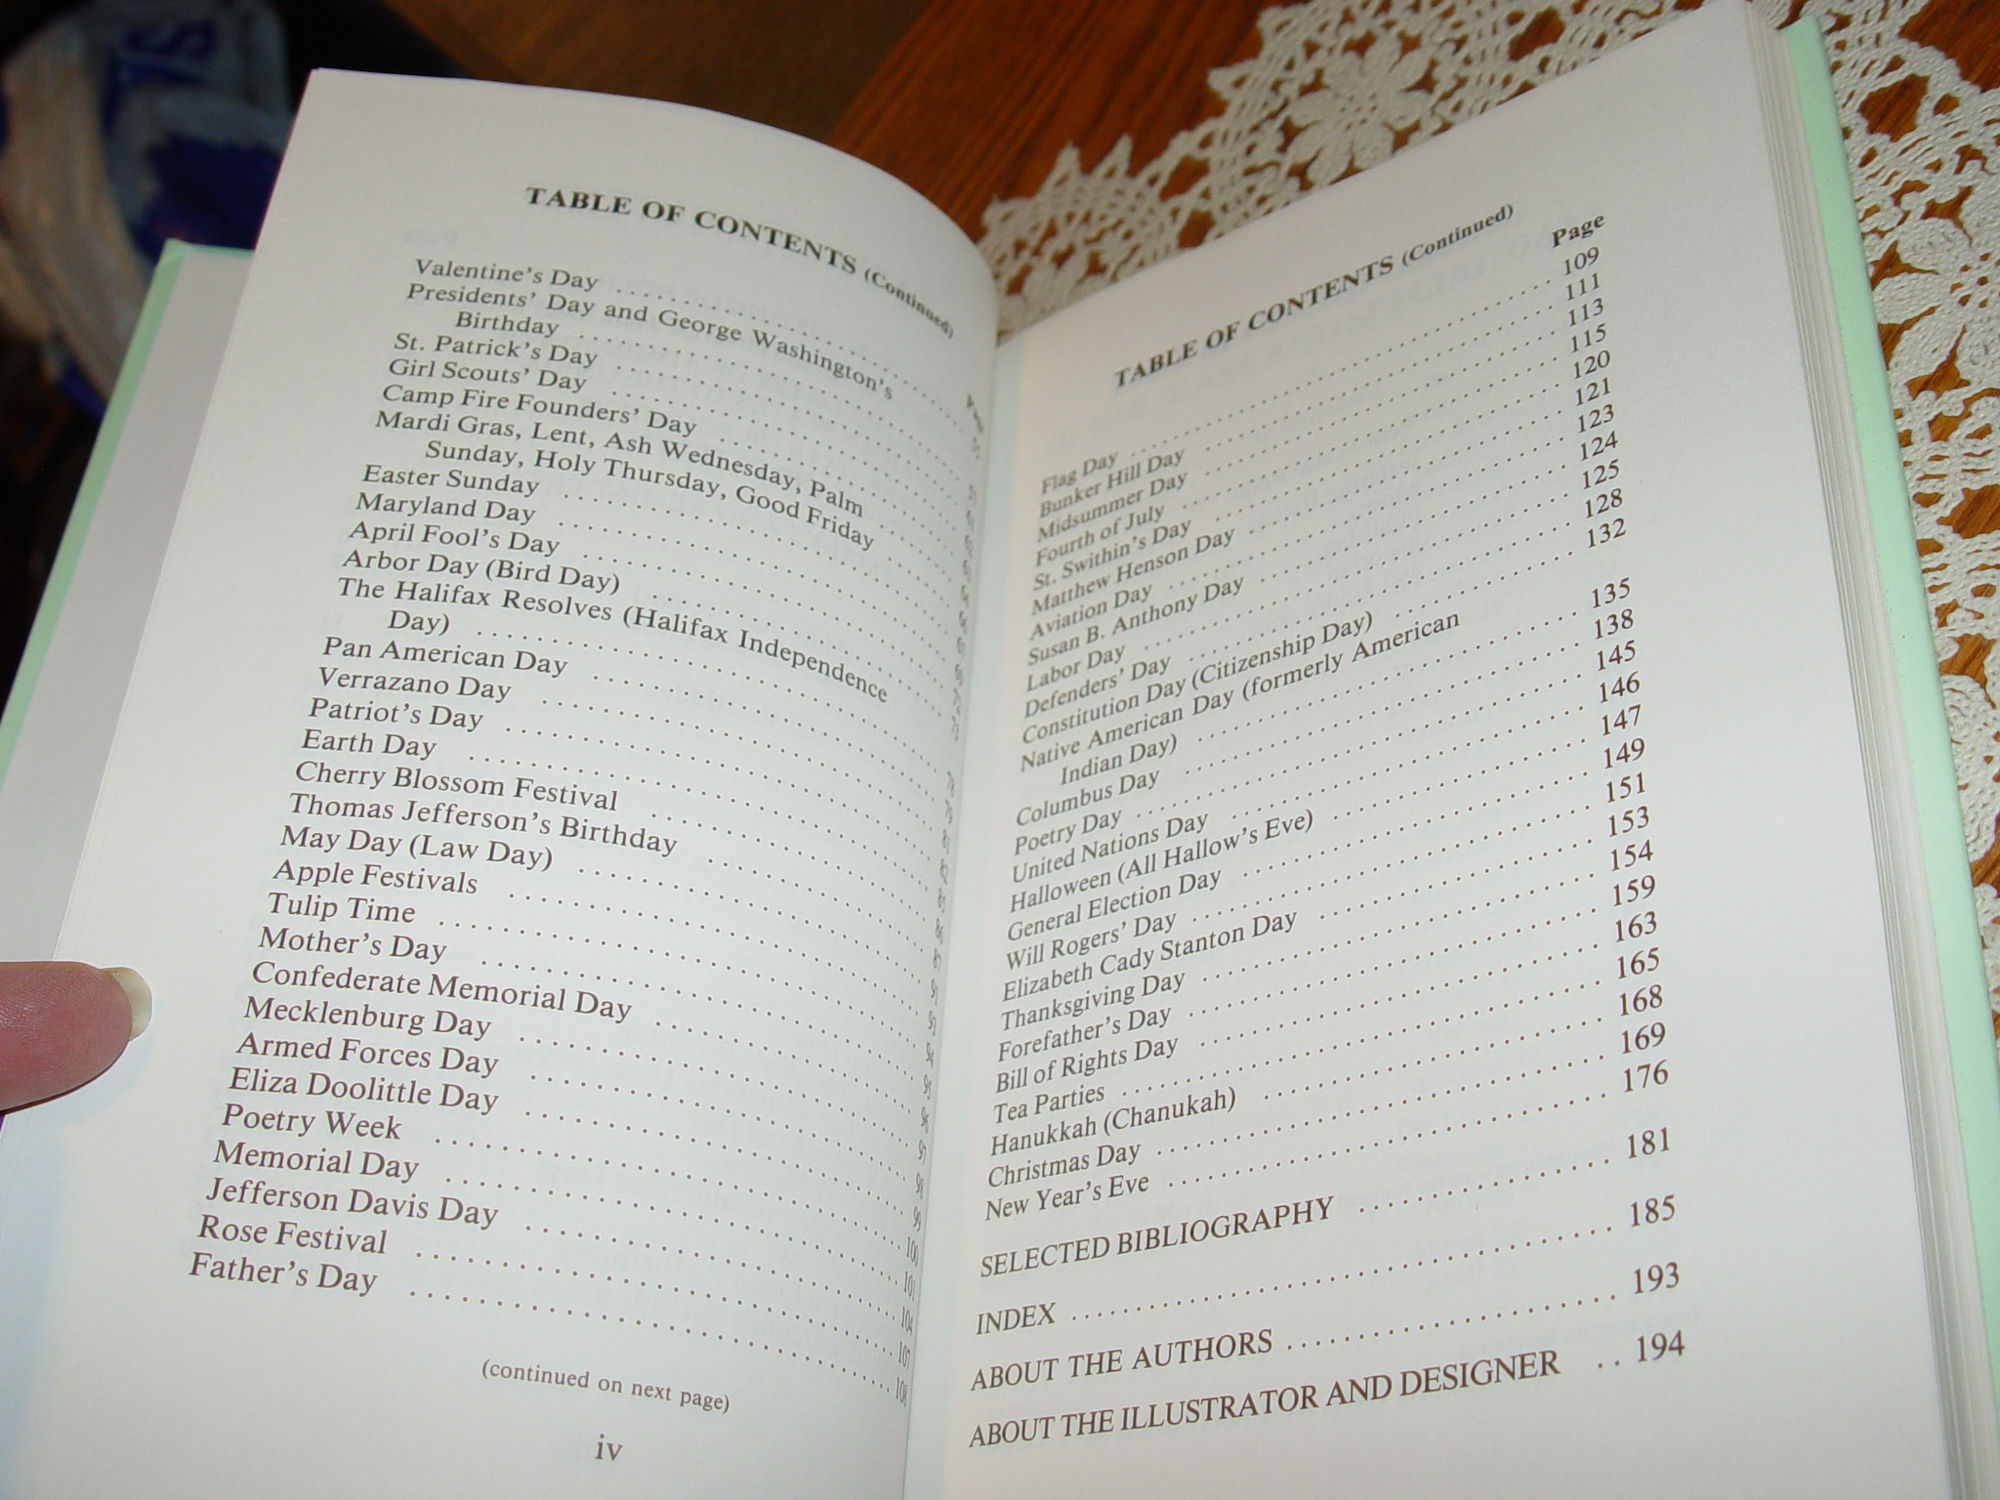 TABLE OF CONTENTS (Continued)
Valentine's Day
Presidents' Day and George Washington's
Birthday
St. Patrick's Day
Girl Scouts' Day
Camp Fire Founders' Day
Mardi Gras, Lent, Ash Wednesday, Palm
Sunday, Holy Thursday, Good Friday
Easter Sunday
Maryland Day
April Fool's Day
Arbor Day (Bird Day)
The Halifax Resolves (Halifax Independence
Day)
Pan American Day
Verrazano Day
Patriot's Day
Earth Day
Cherry Blossom Festival
Thomas Jefferson's Birthday
May Day (Law Day)
Apple Festivals
Tulip Time
Mother's Day
Confederate Memorial Day 96
Mecklenburg Day 97
Armed Forces Day 98
Eliza Doolittle Day 99
Poetry Week 100
Memorial Day 101
Jefferson Davis Day 104
Rose Festival 107
Father's Day 108
(continued on next page)
iv
TABLE OF CONTENTS (Continued)
Page
Flag Day 109
Bunker Hill Day 111
Midsummer Day 113
Fourth of July 115
St. Swithin's Day 120
Matthew Henson Day 121
Aviation Day 123
Susan B. Anthony Day 124
Labor Day 125
Defenders' Day 128
Constitution Day (Citizenship Day) 132
Native American Day (formerly American
Indian Day) 135
Columbus Day 138
Poetry Day 145
United Nations Day 146
Halloween (All Hallow's Eve) 147
General Election Day 149
Will Rogers' Day 151
Elizabeth Cady Stanton Day 153
Thanksgiving Day 154
Forefather's Day 159
Bill of Rights Day 163
Tea Parties 165
Hanukkah (Chanukah) 168
Christmas Day 169
New Year's Eve 176
SELECTED BIBLIOGRAPHY 181
INDEX 185
ABOUT THE AUTHORS 193
ABOUT THE ILLUSTRATOR AND DESIGNER 194